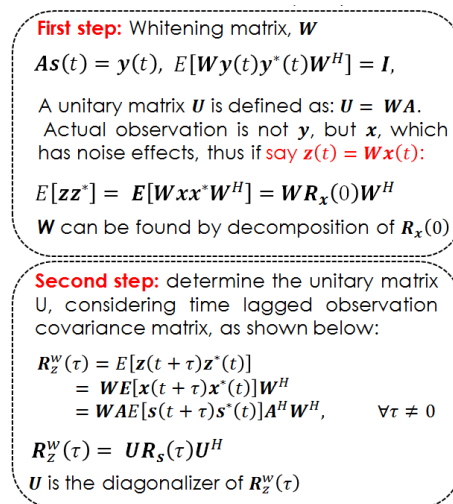 First step: Whitening matrix, W
As(t) = y(t), E[Wy(t)y*(t)W^H] = I,
A unitary matrix U is defined as: U = WA.
Actual observation is not y, but x, which
has noise effects, thus if say z(t) = Wx(t):
E[zz*] = E[Wxx*W^H] = WR_x(0)W^H
W can be found by decomposition of R_x(0)
Second step: determine the unitary matrix
U, considering time lagged observation
covariance matrix, as shown below:
R_z^w(τ) = E[z(t + τ)z*(t)]
= WE[x(t + τ)x*(t)]W^H
= WAE[s(t + τ)s*(t)]A^H W^H, ∀τ ≠ 0
R_z^w(τ) = UR_s(τ)U^H
U is the diagonalizer of R_z^w(τ)